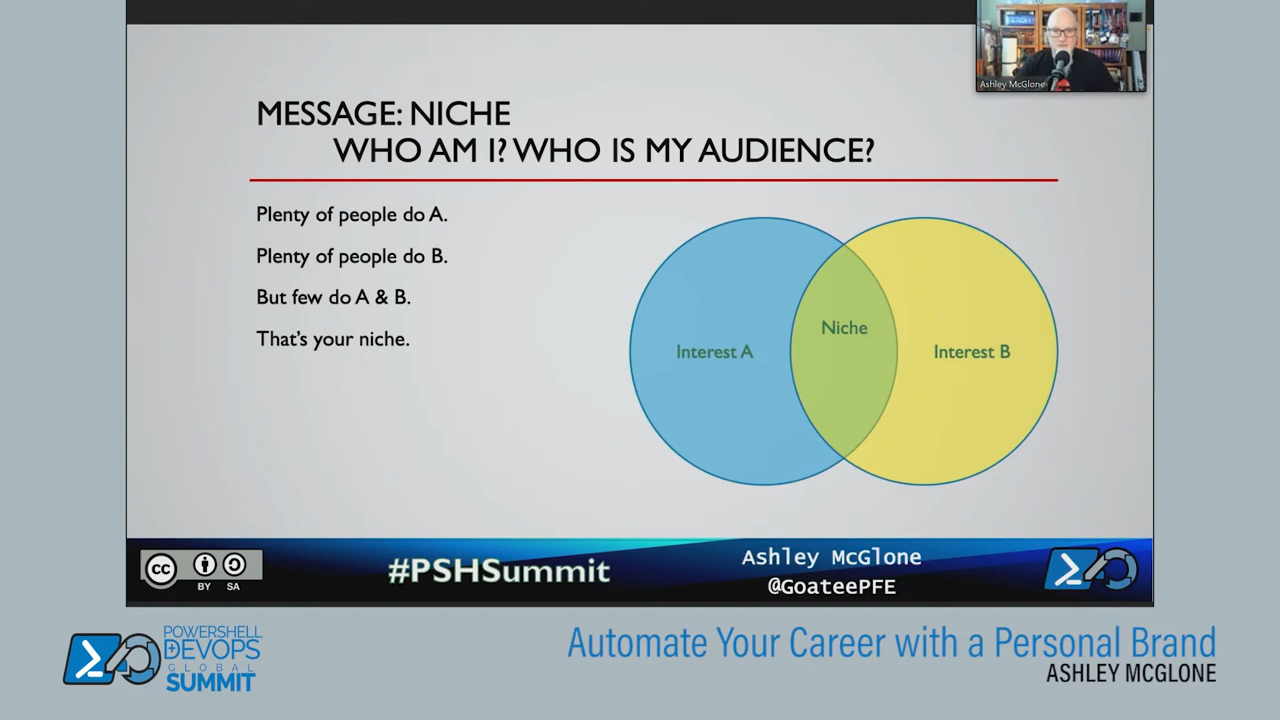 Ashley McGlone
MESSAGE: NICHE
WHO AM I? WHO IS MY AUDIENCE?
Plenty of people do A.
Plenty of people do B.
But few do A & B.
That's your niche.
Interest A
Niche
Interest B
cc
BY SA
#PSHSummit
Ashley McGlone
@GoateePFE
POWERSHELL
DEVOPS
GLOBAL
SUMMIT
Automate Your Career with a Personal Brand
ASHLEY MCGLONE